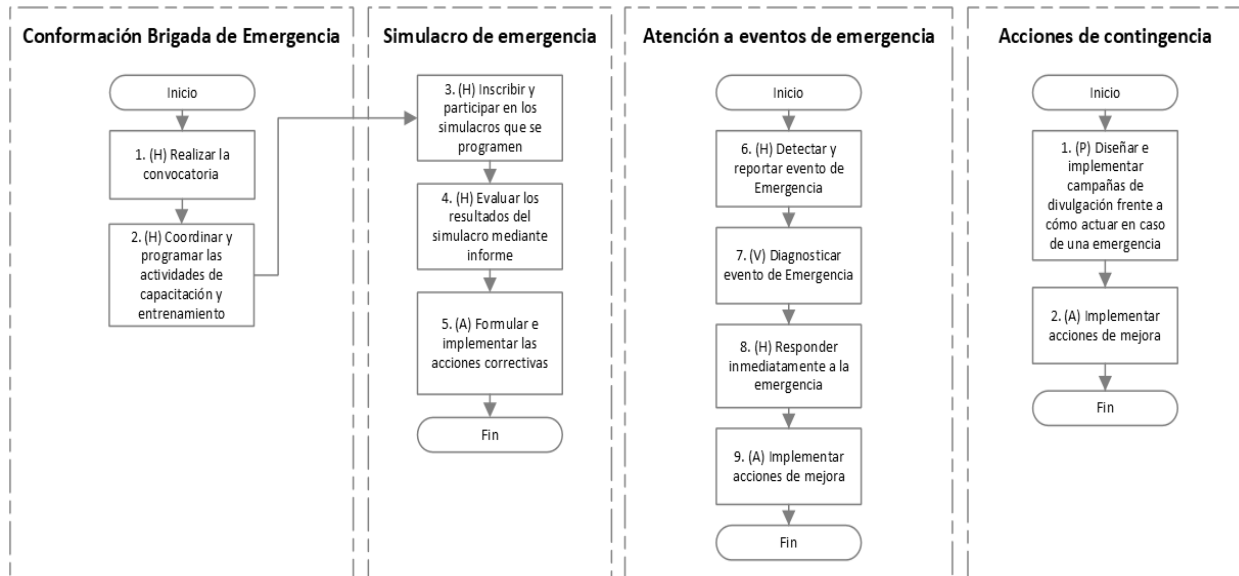 Conformación Brigada de Emergencia
Inicio
1. (H) Realizar la
convocatoria
2. (H) Coordinar y
programar las
actividades de
capacitación y
entrenamiento
Simulacro de emergencia
3. (H) Inscribir y
participar en los
simulacros que se
programen
4. (H) Evaluar los
resultados del
simulacro mediante
informe
5. (A) Formular e
implementar las
acciones correctivas
Fin
Atención a eventos de emergencia
Inicio
6. (H) Detectar y
reportar evento de
Emergencia
7. (V) Diagnosticar
evento de Emergencia
8. (H) Responder
inmediatamente a la
emergencia
9. (A) Implementar
acciones de mejora
Fin
Acciones de contingencia
Inicio
1. (P) Diseñar e
implementar
campañas de
divulgación frente a
cómo actuar en caso
de una emergencia
2. (A) Implementar
acciones de mejora
Fin